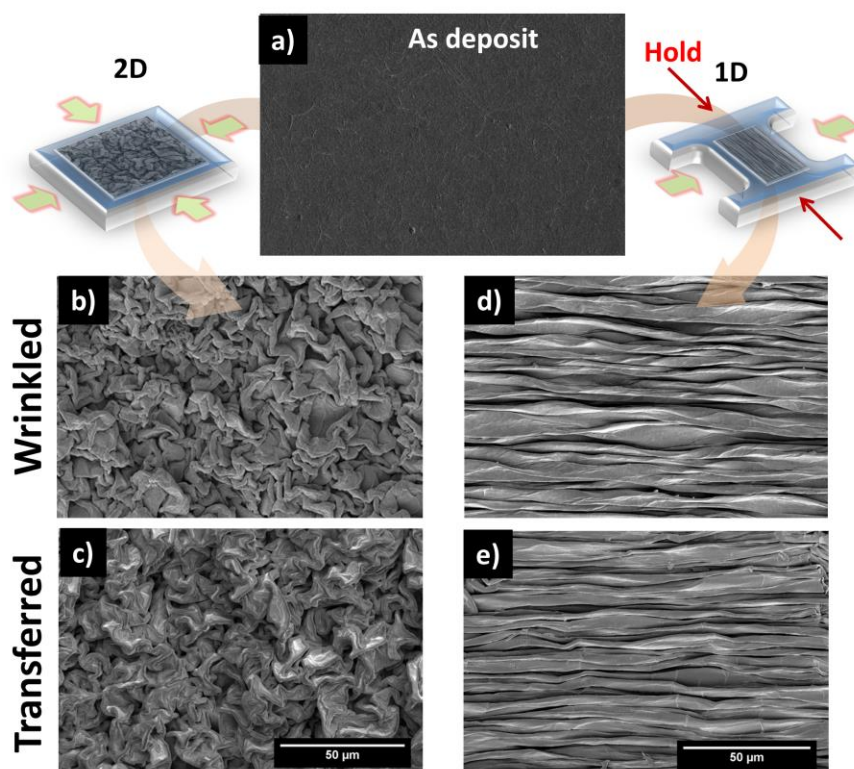 a)
As deposit
2D
Hold
1D
Wrinkled
b)
d)
Transferred
c)
50 µm
e)
50 µm